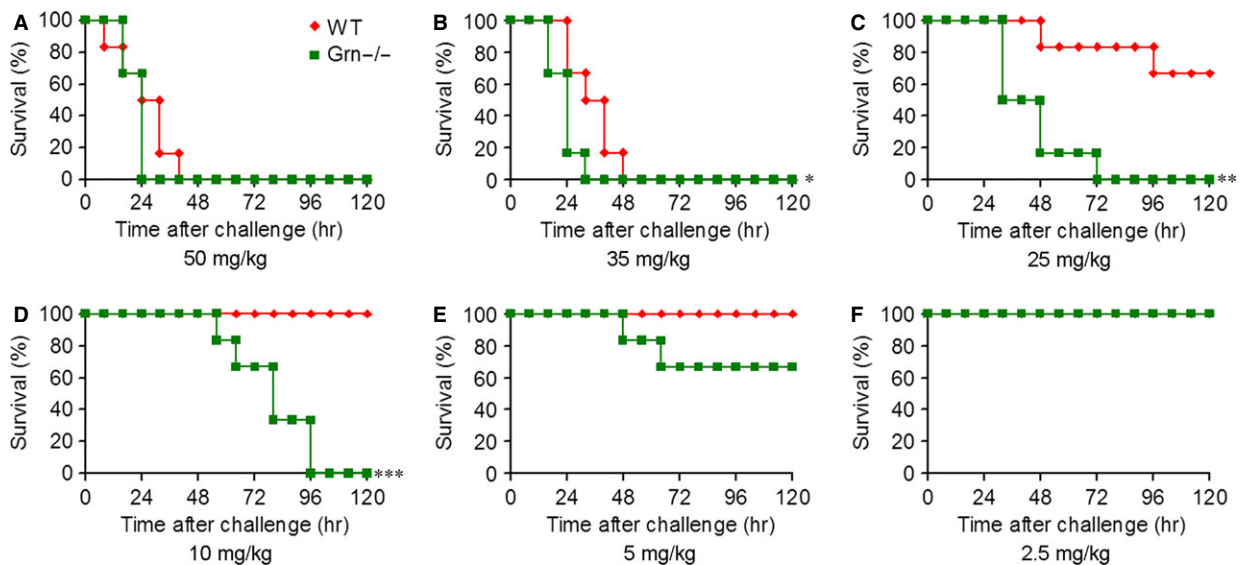 A
WT
Grn−/−
Survival (%)
100
80
60
40
20
0
0 24 48 72 96 120
Time after challenge (hr)
50 mg/kg
B
Survival (%)
100
80
60
40
20
0
*
0 24 48 72 96 120
Time after challenge (hr)
35 mg/kg
C
Survival (%)
100
80
60
40
20
0
**
0 24 48 72 96 120
Time after challenge (hr)
25 mg/kg
D
Survival (%)
100
80
60
40
20
0
***
0 24 48 72 96 120
Time after challenge (hr)
10 mg/kg
E
Survival (%)
100
80
60
40
20
0
0 24 48 72 96 120
Time after challenge (hr)
5 mg/kg
F
Survival (%)
100
80
60
40
20
0
0 24 48 72 96 120
Time after challenge (hr)
2.5 mg/kg